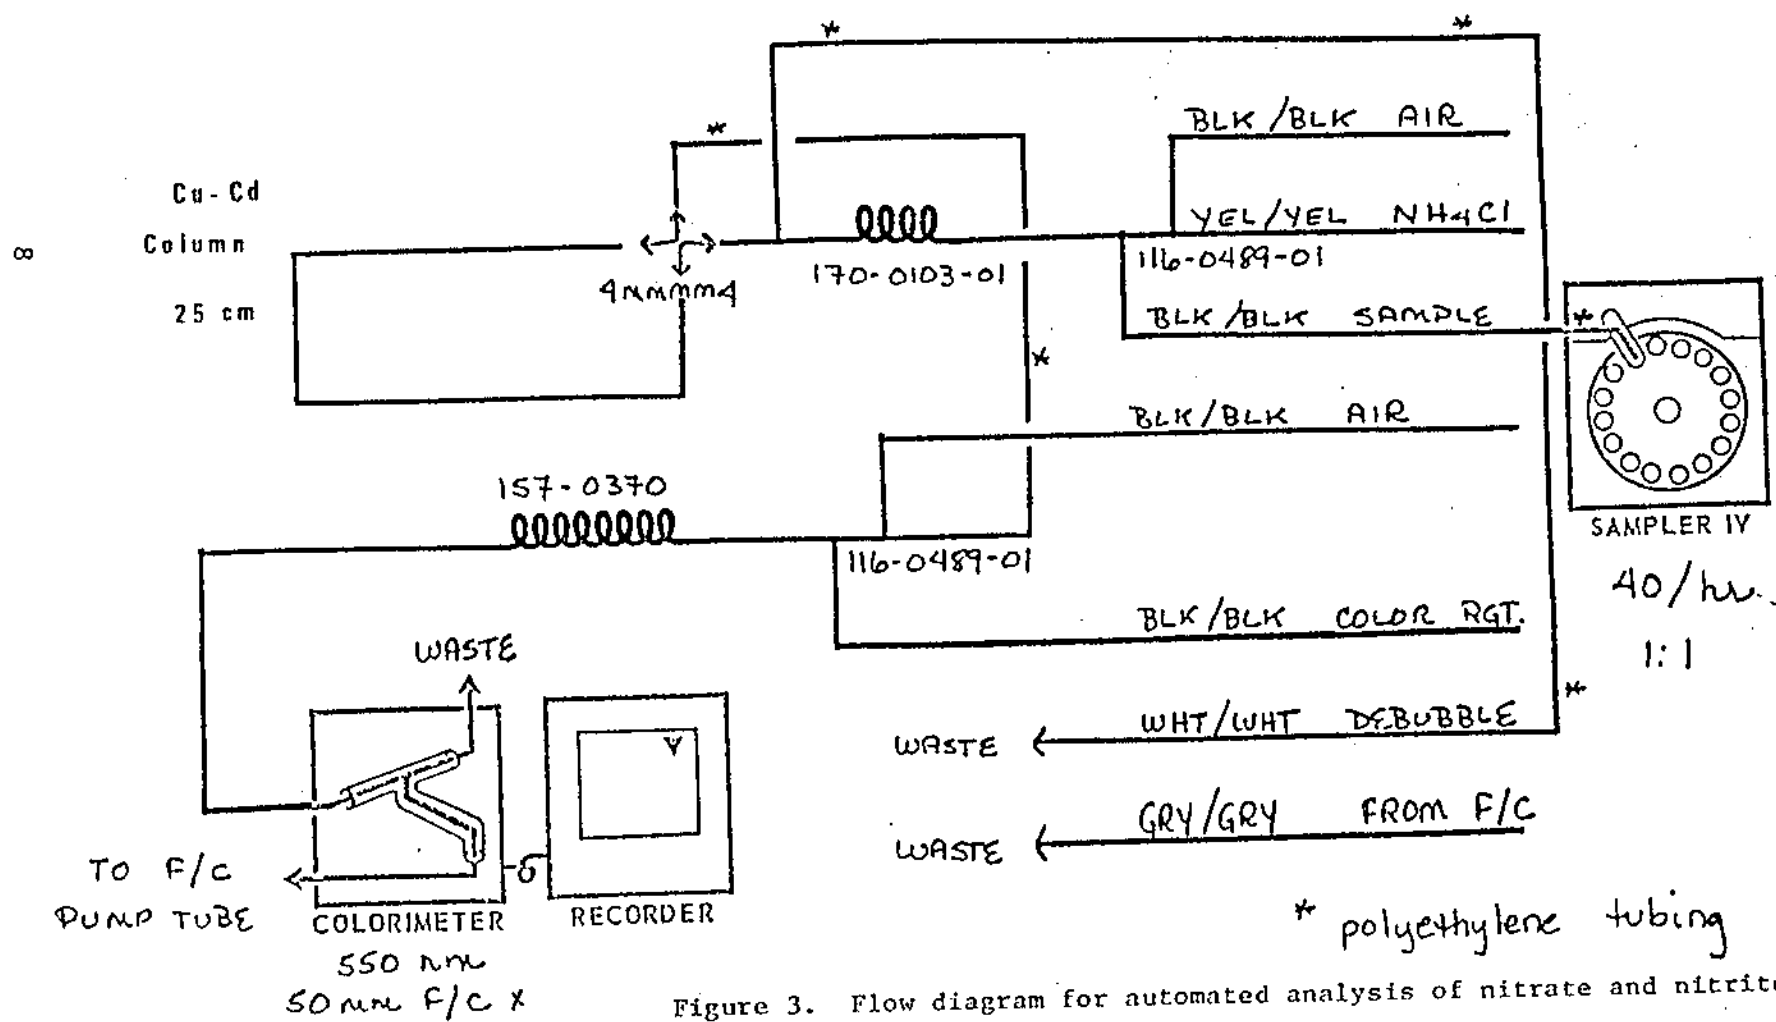 *
*
BLK/BLK AIR
*
Cu-Cd
Column
25 cm
8
YEL/YEL NH4Cl
116-0489-01
170-0103-01
BLK/BLK SAMPLE
*
*
BLK/BLK AIR
157-0370
116-0489-01
SAMPLER IV
40/hr.
1:1
BLK/BLK COLOR RGT.
WASTE
*
WHT/WHT DEBUBBLE
WASTE
GRY/GRY FROM F/C
WASTE
TO F/C
PUMP TUBE
COLORIMETER
RECORDER
550 nm
50 mm F/C x
* polyethylene tubing
Figure 3. Flow diagram for automated analysis of nitrate and nitrite